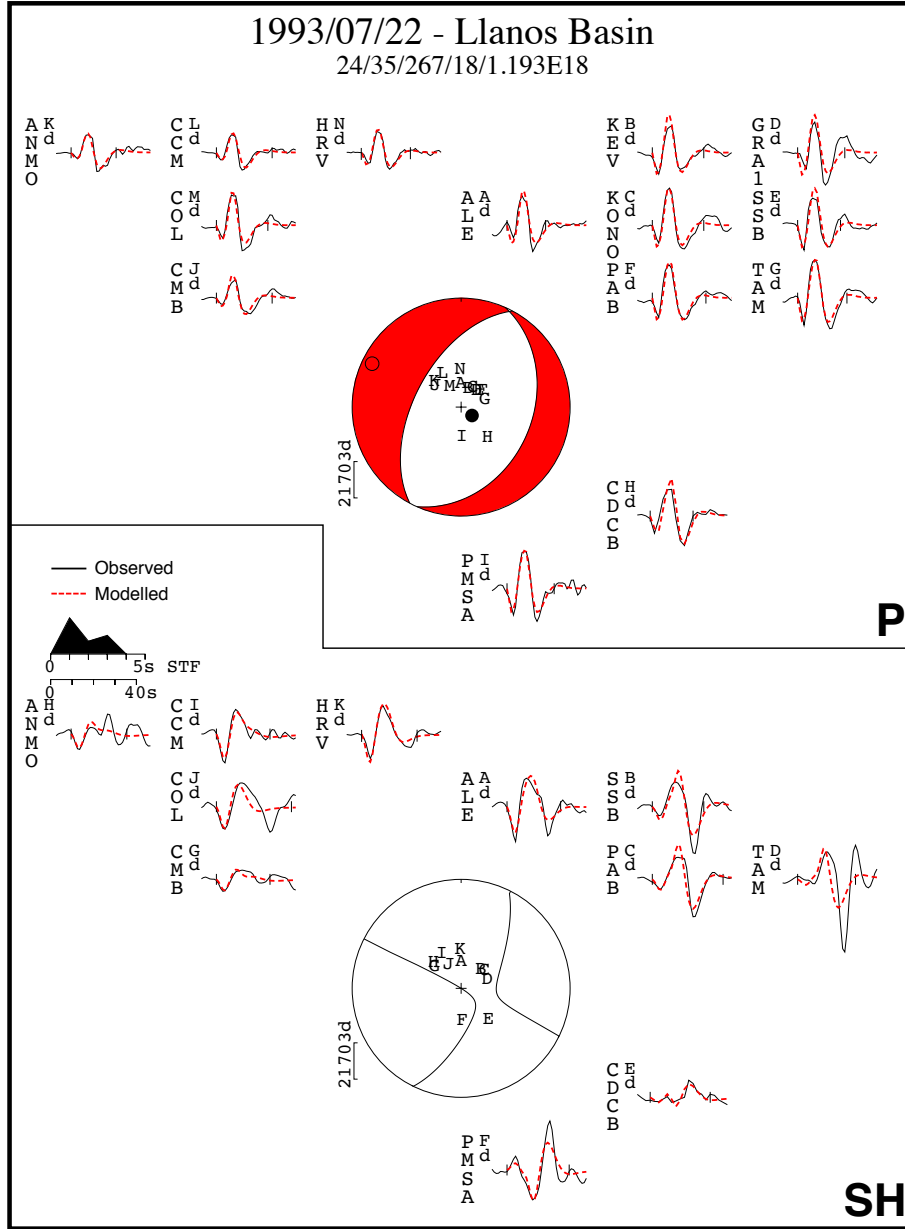 1993/07/22 - Llanos Basin
24/35/267/18/1.193E18
ANMO K d
CCM L d
HRV N d
KEV B d
GRA1 D d
COL M d
ALE A d
KONO C d
SSB E d
CMB J d
PAB F d
TAM G d
N
L
K
J
M
A
E
G
H
I
21703d
CDCB H d
PMSA I d
P
Observed
Modelled
0 5s STF
0 40s
ANMO H d
CCM I d
HRV K d
COL J d
ALE A d
SSB B d
CMB G d
PAB C d
TAM D d
K
I
A
H
G
J
B
C
D
F
E
21703d
CDCB E d
PMSA F d
SH